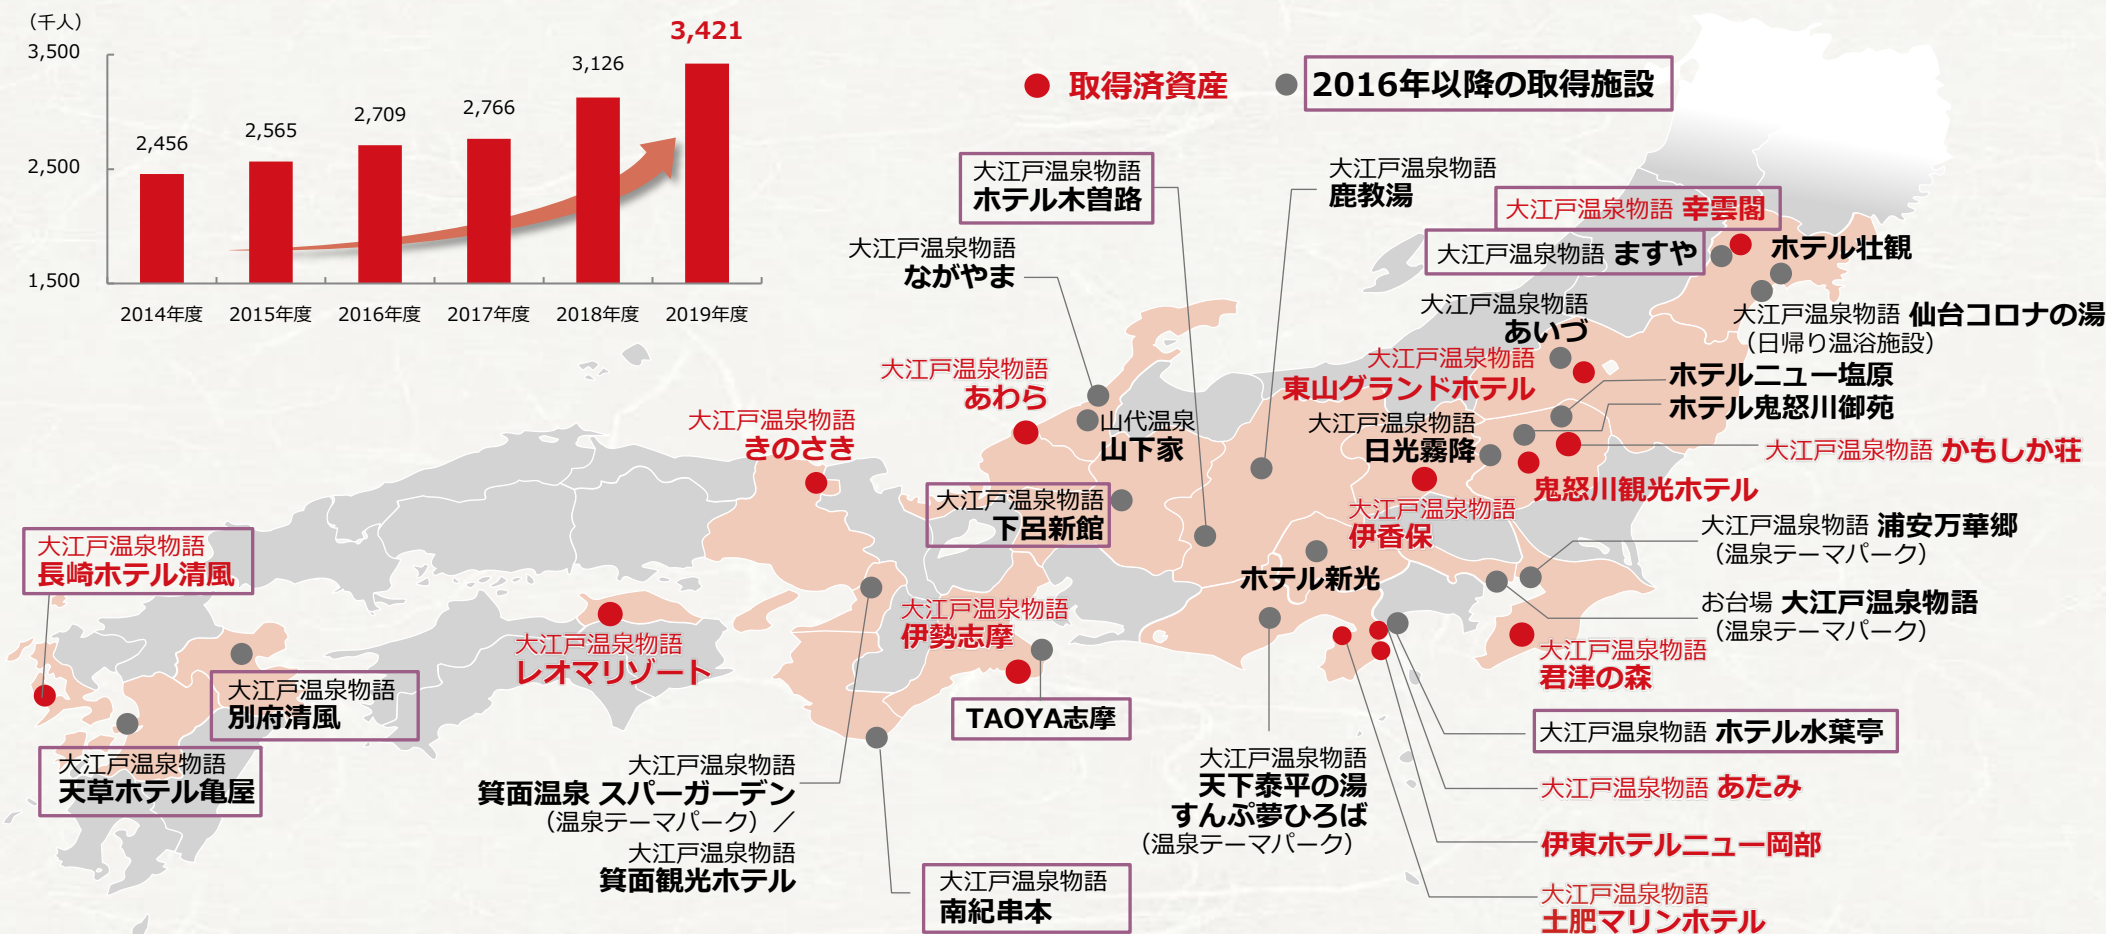 （千人）
3,500
2,500
1,500
2,456
2,565
2,709
2,766
3,126
3,421
2014年度
2015年度
2016年度
2017年度
2018年度
2019年度
取得済資産
2016年以降の取得施設
大江戸温泉物語
ホテル木曽路
大江戸温泉物語
鹿教湯
大江戸温泉物語 幸雲閣
大江戸温泉物語 ますや
ホテル壮観
大江戸温泉物語
ながやま
大江戸温泉物語
あいづ
大江戸温泉物語 仙台コロナの湯
（日帰り温浴施設）
大江戸温泉物語
東山グランドホテル
大江戸温泉物語
あわら
ホテルニュー塩原
ホテル鬼怒川御苑
大江戸温泉物語
きのさき
山代温泉
山下家
大江戸温泉物語
日光霧降
大江戸温泉物語 かもしか荘
鬼怒川観光ホテル
大江戸温泉物語
下呂新館
大江戸温泉物語
伊香保
大江戸温泉物語 浦安万華郷
（温泉テーマパーク）
大江戸温泉物語
長崎ホテル清風
ホテル新光
お台場 大江戸温泉物語
（温泉テーマパーク）
大江戸温泉物語
伊勢志摩
大江戸温泉物語
レオマリゾート
大江戸温泉物語
君津の森
大江戸温泉物語
別府清風
TAOYA志摩
大江戸温泉物語 ホテル水葉亭
大江戸温泉物語
天草ホテル亀屋
大江戸温泉物語
箕面温泉 スパーガーデン
（温泉テーマパーク）／
大江戸温泉物語
箕面観光ホテル
大江戸温泉物語
天下泰平の湯
すんぷ夢ひろば
（温泉テーマパーク）
大江戸温泉物語 あたみ
伊東ホテルニュー岡部
大江戸温泉物語
南紀串本
大江戸温泉物語
土肥マリンホテル